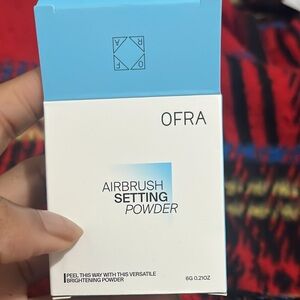 O F R A
OFRA
AIRBRUSH
SETTING
POWDER
PEEL THIS WAY WITH THIS VERSATILE
BRIGHTENING POWDER
6G 0.21OZ